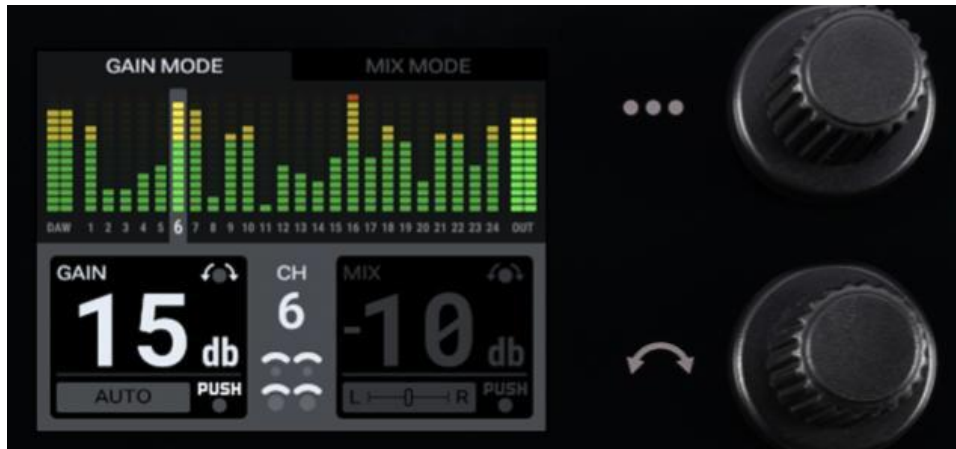 GAIN MODE MIX MODE
DAW 1 2 3 4 5 6 7 8 9 10 11 12 13 14 15 16 17 18 19 20 21 22 23 24 OUT
GAIN CH MIX
15 db 6 -10 db
AUTO PUSH L R PUSH